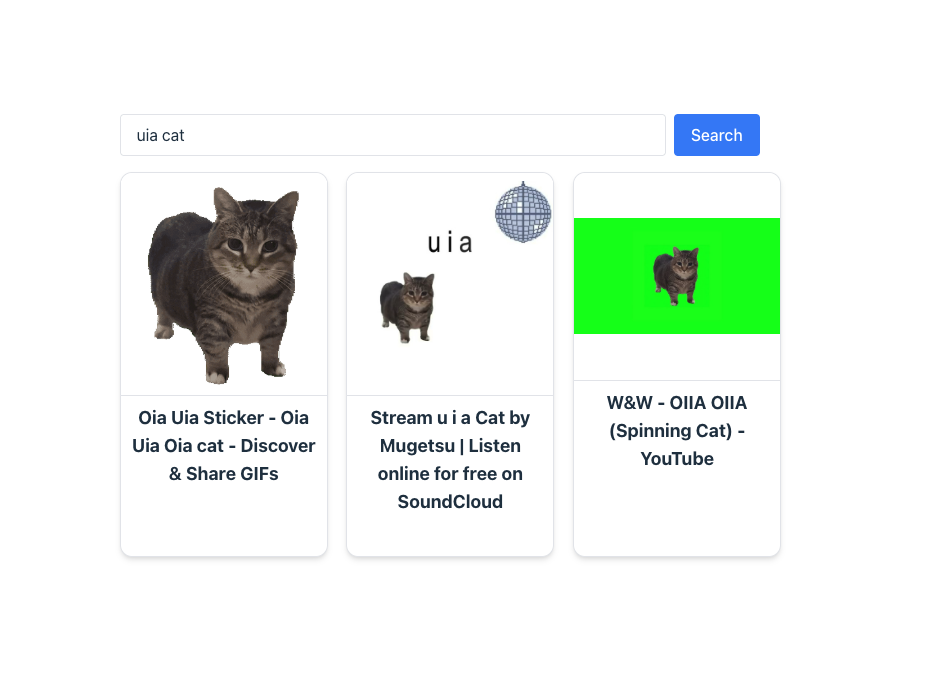 uia cat
Search
u i a
Oia Uia Sticker - Oia
Uia Oia cat - Discover
& Share GIFs
Stream u i a Cat by
Mugetsu | Listen
online for free on
SoundCloud
W&W - OIIA OIIA
(Spinning Cat) -
YouTube